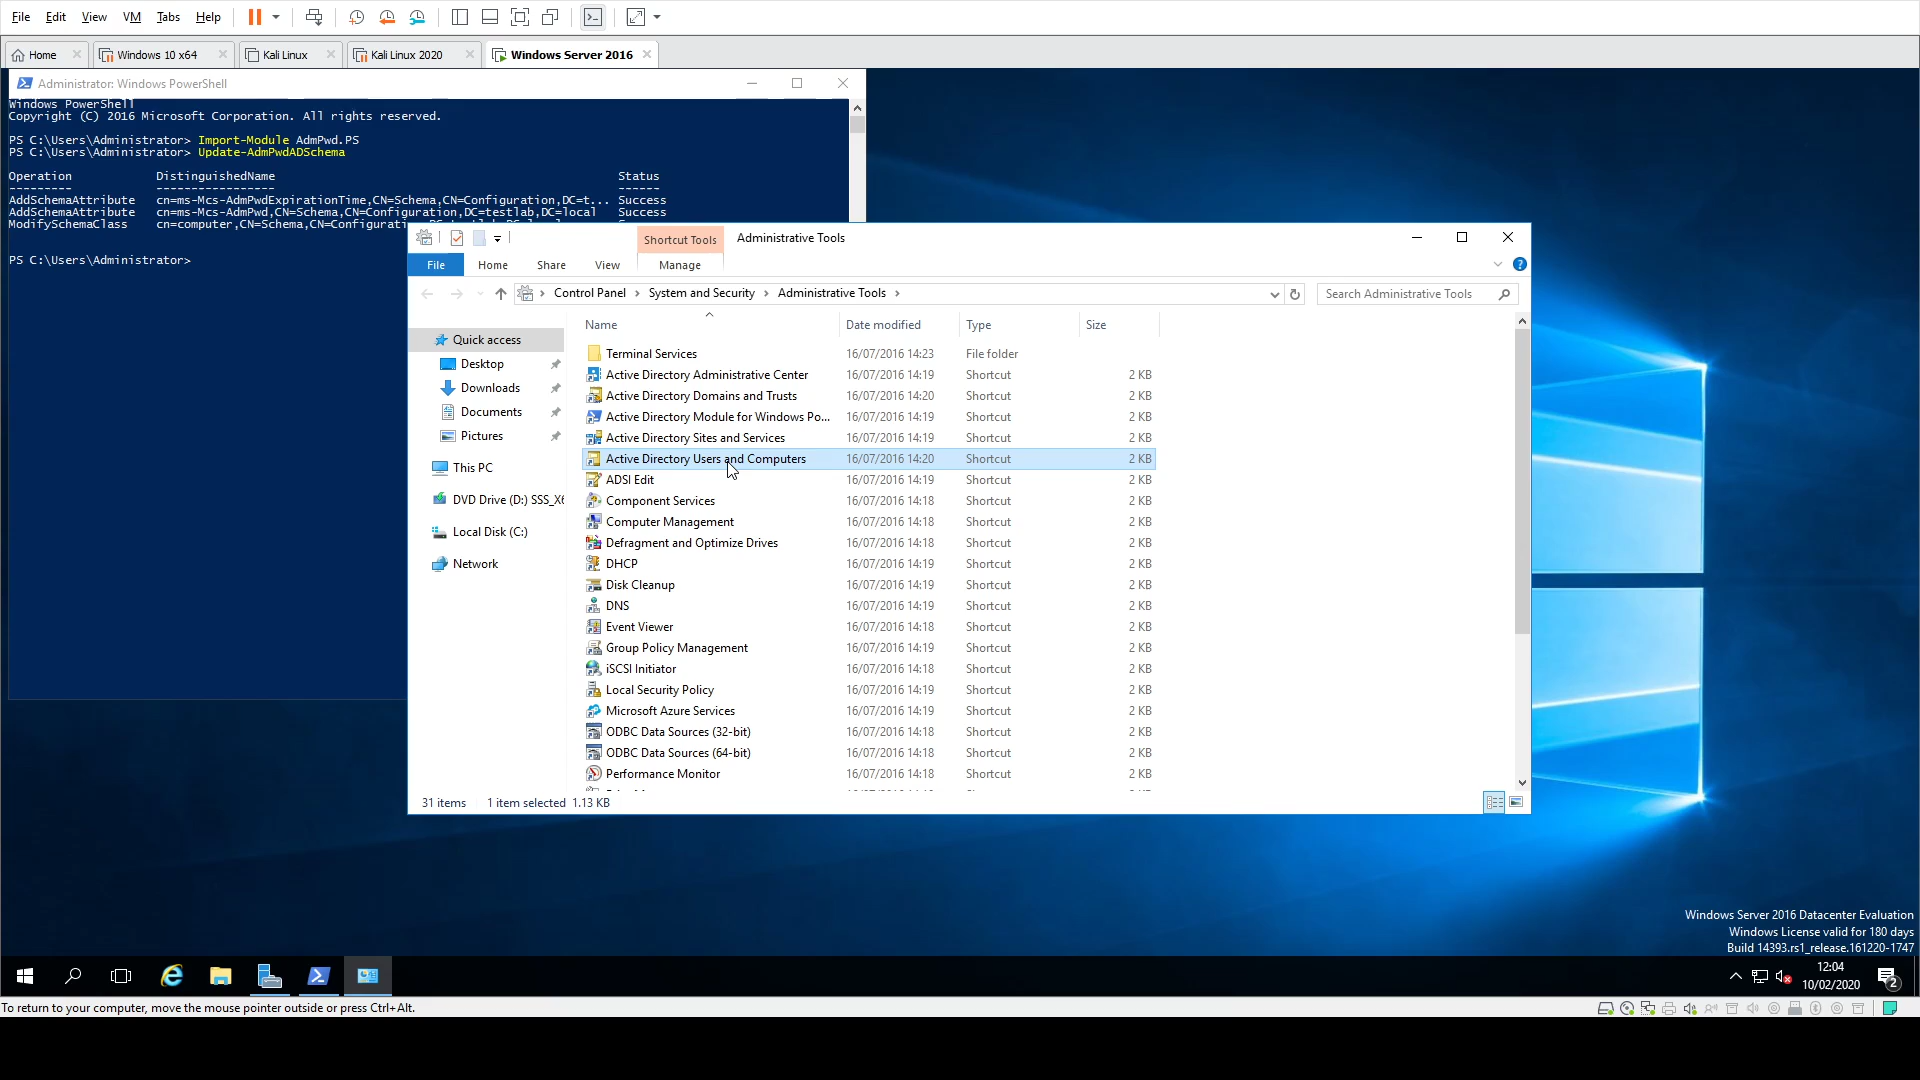 File Edit View VM Tabs Help
Home Windows 10 x64 Kali Linux Kali Linux 2020 Windows Server 2016
Administrator: Windows PowerShell
Windows PowerShell
Copyright (C) 2016 Microsoft Corporation. All rights reserved.
PS C:\Users\Administrator> Import-Module AdmPwd.PS
PS C:\Users\Administrator> Update-AdmPwdADSchema
Operation DistinguishedName Status
--------- ----------------- ------
AddSchemaAttribute cn=ms-Mcs-AdmPwdExpirationTime,CN=Schema,CN=Configuration,DC=t... Success
AddSchemaAttribute cn=ms-Mcs-AdmPwd,CN=Schema,CN=Configuration,DC=testlab,DC=local Success
ModifySchemaClass cn=computer,CN=Schema,CN=Configurati
PS C:\Users\Administrator>
Shortcut Tools Administrative Tools
File Home Share View Manage
Control Panel System and Security Administrative Tools Search Administrative Tools
Name Date modified Type Size
Quick access
Desktop
Downloads
Documents
Pictures
This PC
DVD Drive (D:) SSS_X6
Local Disk (C:)
Network
Terminal Services 16/07/2016 14:23 File folder
Active Directory Administrative Center 16/07/2016 14:19 Shortcut 2 KB
Active Directory Domains and Trusts 16/07/2016 14:20 Shortcut 2 KB
Active Directory Module for Windows Po... 16/07/2016 14:19 Shortcut 2 KB
Active Directory Sites and Services 16/07/2016 14:19 Shortcut 2 KB
Active Directory Users and Computers 16/07/2016 14:20 Shortcut 2 KB
ADSI Edit 16/07/2016 14:19 Shortcut 2 KB
Component Services 16/07/2016 14:18 Shortcut 2 KB
Computer Management 16/07/2016 14:18 Shortcut 2 KB
Defragment and Optimize Drives 16/07/2016 14:18 Shortcut 2 KB
DHCP 16/07/2016 14:19 Shortcut 2 KB
Disk Cleanup 16/07/2016 14:19 Shortcut 2 KB
DNS 16/07/2016 14:19 Shortcut 2 KB
Event Viewer 16/07/2016 14:18 Shortcut 2 KB
Group Policy Management 16/07/2016 14:19 Shortcut 2 KB
iSCSI Initiator 16/07/2016 14:18 Shortcut 2 KB
Local Security Policy 16/07/2016 14:19 Shortcut 2 KB
Microsoft Azure Services 16/07/2016 14:19 Shortcut 2 KB
ODBC Data Sources (32-bit) 16/07/2016 14:18 Shortcut 2 KB
ODBC Data Sources (64-bit) 16/07/2016 14:18 Shortcut 2 KB
Performance Monitor 16/07/2016 14:18 Shortcut 2 KB
31 items 1 item selected 1.13 KB
Windows Server 2016 Datacenter Evaluation
Windows License valid for 180 days
Build 14393.rs1_release.161220-1747
12:04
10/02/2020
2
To return to your computer, move the mouse pointer outside or press Ctrl+Alt.